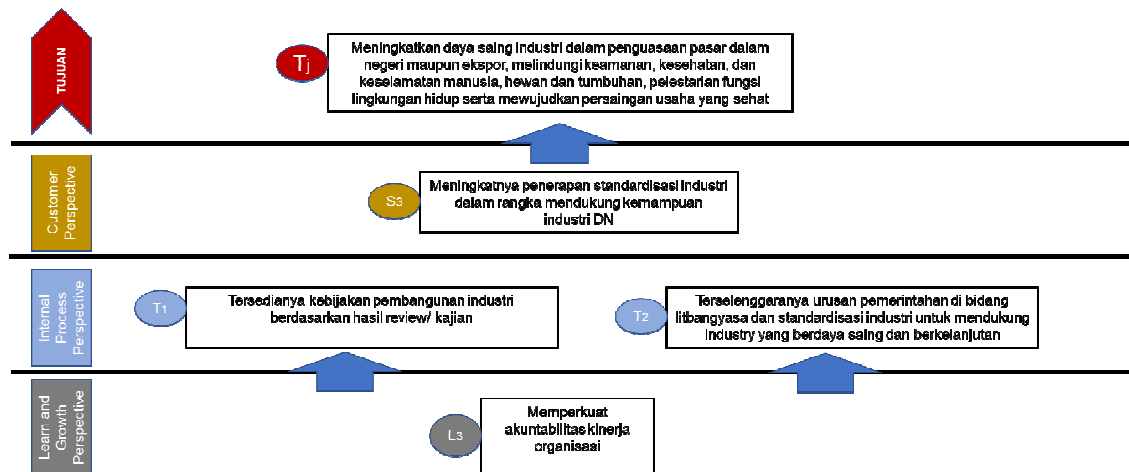 TUJUAN
Tj
Meningkatkan daya saing industri dalam penguasaan pasar dalam
negeri maupun ekspor, melindungi keamanan, kesehatan, dan
keselamatan manusia, hewan dan tumbuhan, pelestarian fungsi
lingkungan hidup serta mewujudkan persaingan usaha yang sehat
Customer
Perspective
S3
Meningkatnya penerapan standardisasi industri
dalam rangka mendukung kemampuan
industri DN
Internal
Process
Perspective
T1
Tersedianya kebijakan pembangunan industri
berdasarkan hasil review/ kajian
T2
Terselenggaranya urusan pemerintahan di bidang
litbangyasa dan standardisasi industri untuk mendukung
industry yang berdaya saing dan berkelanjutan
Learn and
Growth
Perspective
L3
Memperkuat
akuntabilitas kinerja
organisasi